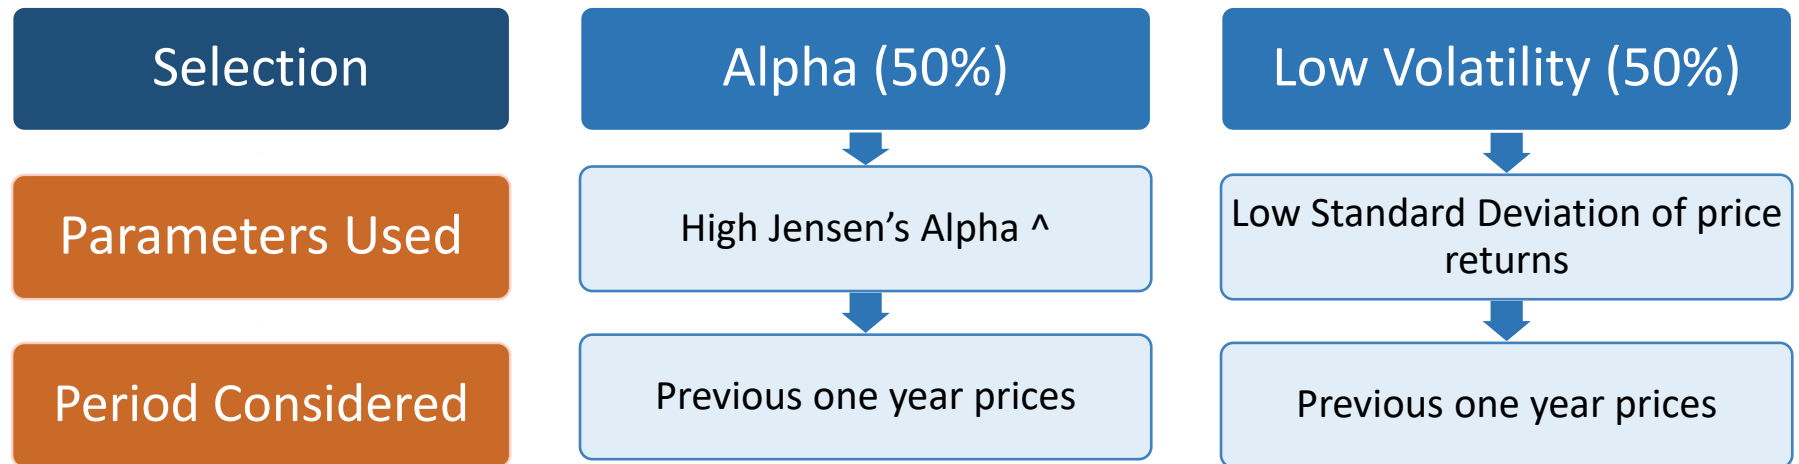 Selection
Alpha (50%)
Low Volatility (50%)
Parameters Used
High Jensen’s Alpha ^
Low Standard Deviation of price
returns
Period Considered
Previous one year prices
Previous one year prices